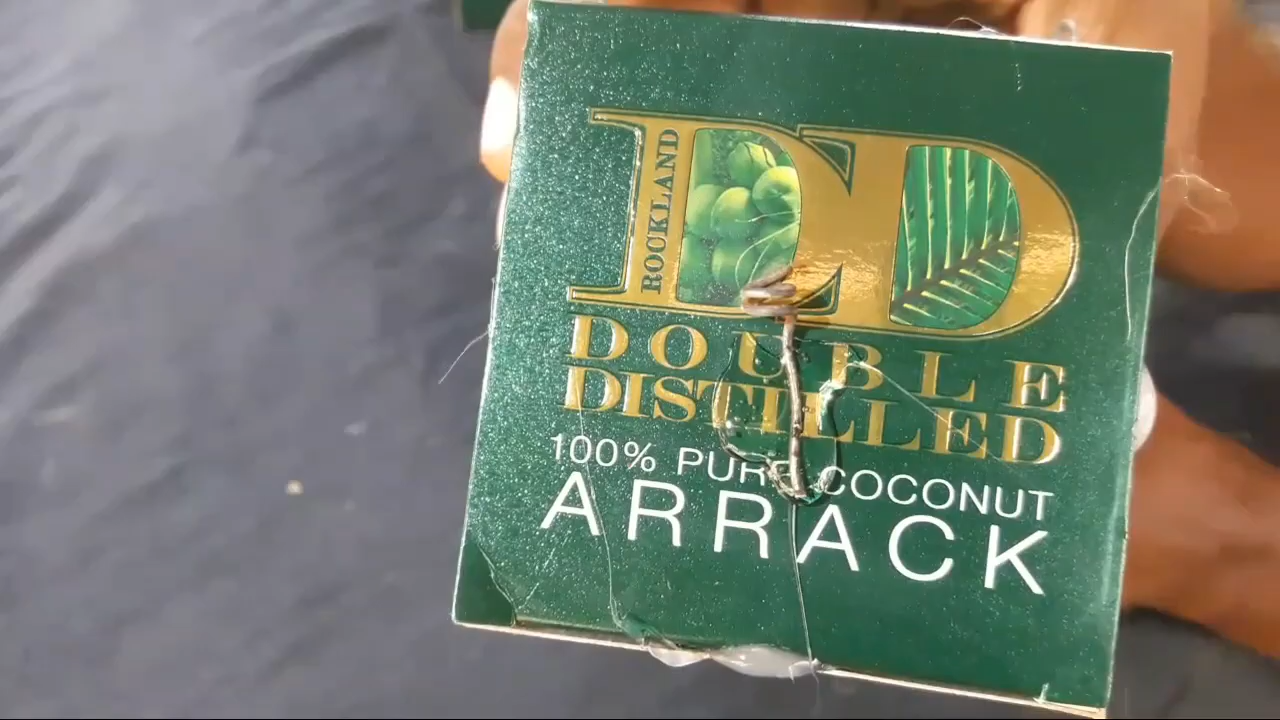 ROCKLAND
DD
DOUBLE
DISTILLED
100% PURE COCONUT
ARRACK